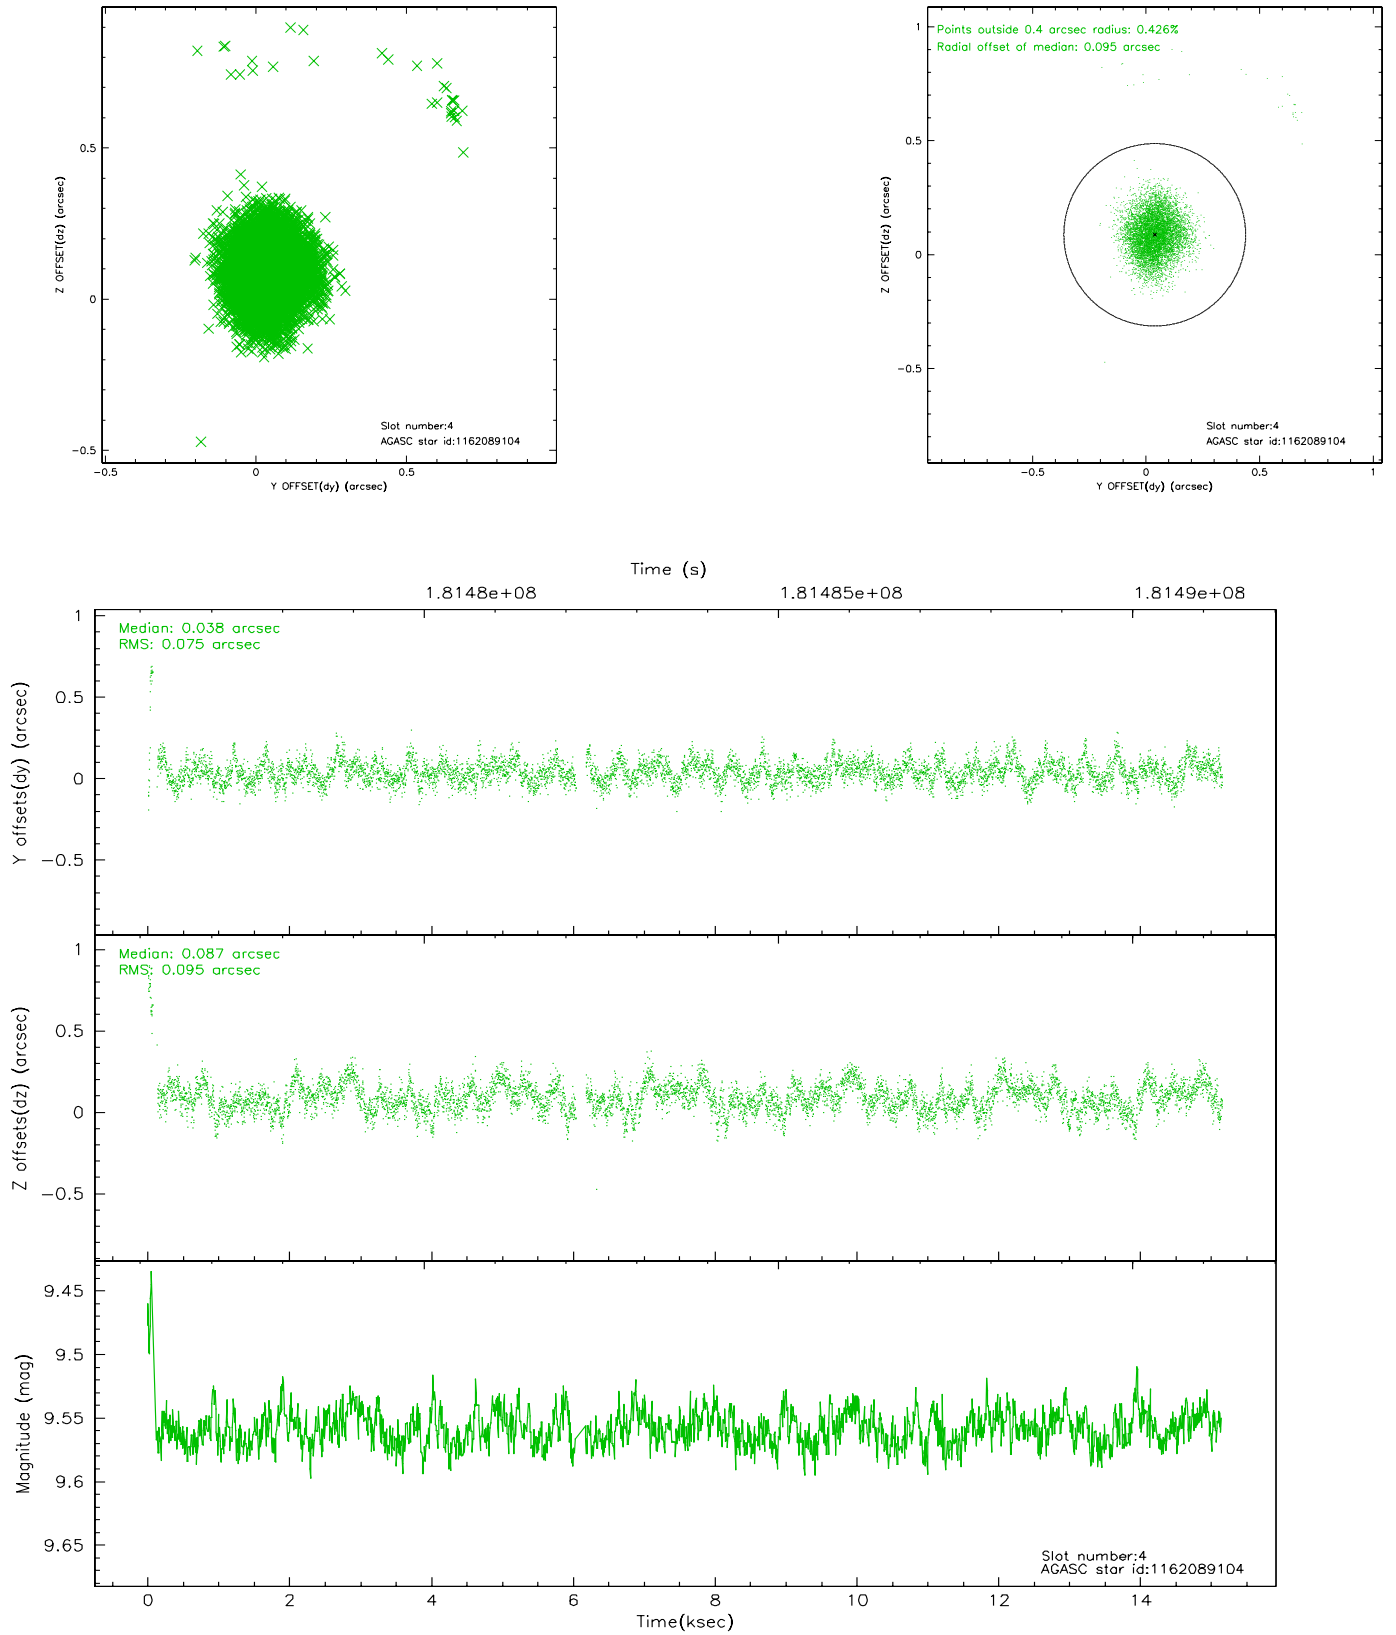 0.5
0
-0.5
-0.5
0
0.5
Z OFFSET(dz) (arcsec)
Y OFFSET(dy) (arcsec)
Slot number:4
AGASC star id:1162089104
Points outside 0.4 arcsec radius: 0.426%
Radial offset of median: 0.095 arcsec
1
0.5
0
-0.5
-0.5
0
0.5
1
Z OFFSET(dz) (arcsec)
Y OFFSET(dy) (arcsec)
Slot number:4
AGASC star id:1162089104
Time (s)
1.8148e+08
1.81485e+08
1.8149e+08
Median: 0.038 arcsec
RMS: 0.075 arcsec
1
0.5
0
-0.5
Y offsets(dy) (arcsec)
Median: 0.087 arcsec
RMS: 0.095 arcsec
1
0.5
0
-0.5
Z offsets(dz) (arcsec)
9.45
9.5
9.55
9.6
9.65
Magnitude (mag)
Slot number:4
AGASC star id:1162089104
0
2
4
6
8
10
12
14
Time(ksec)